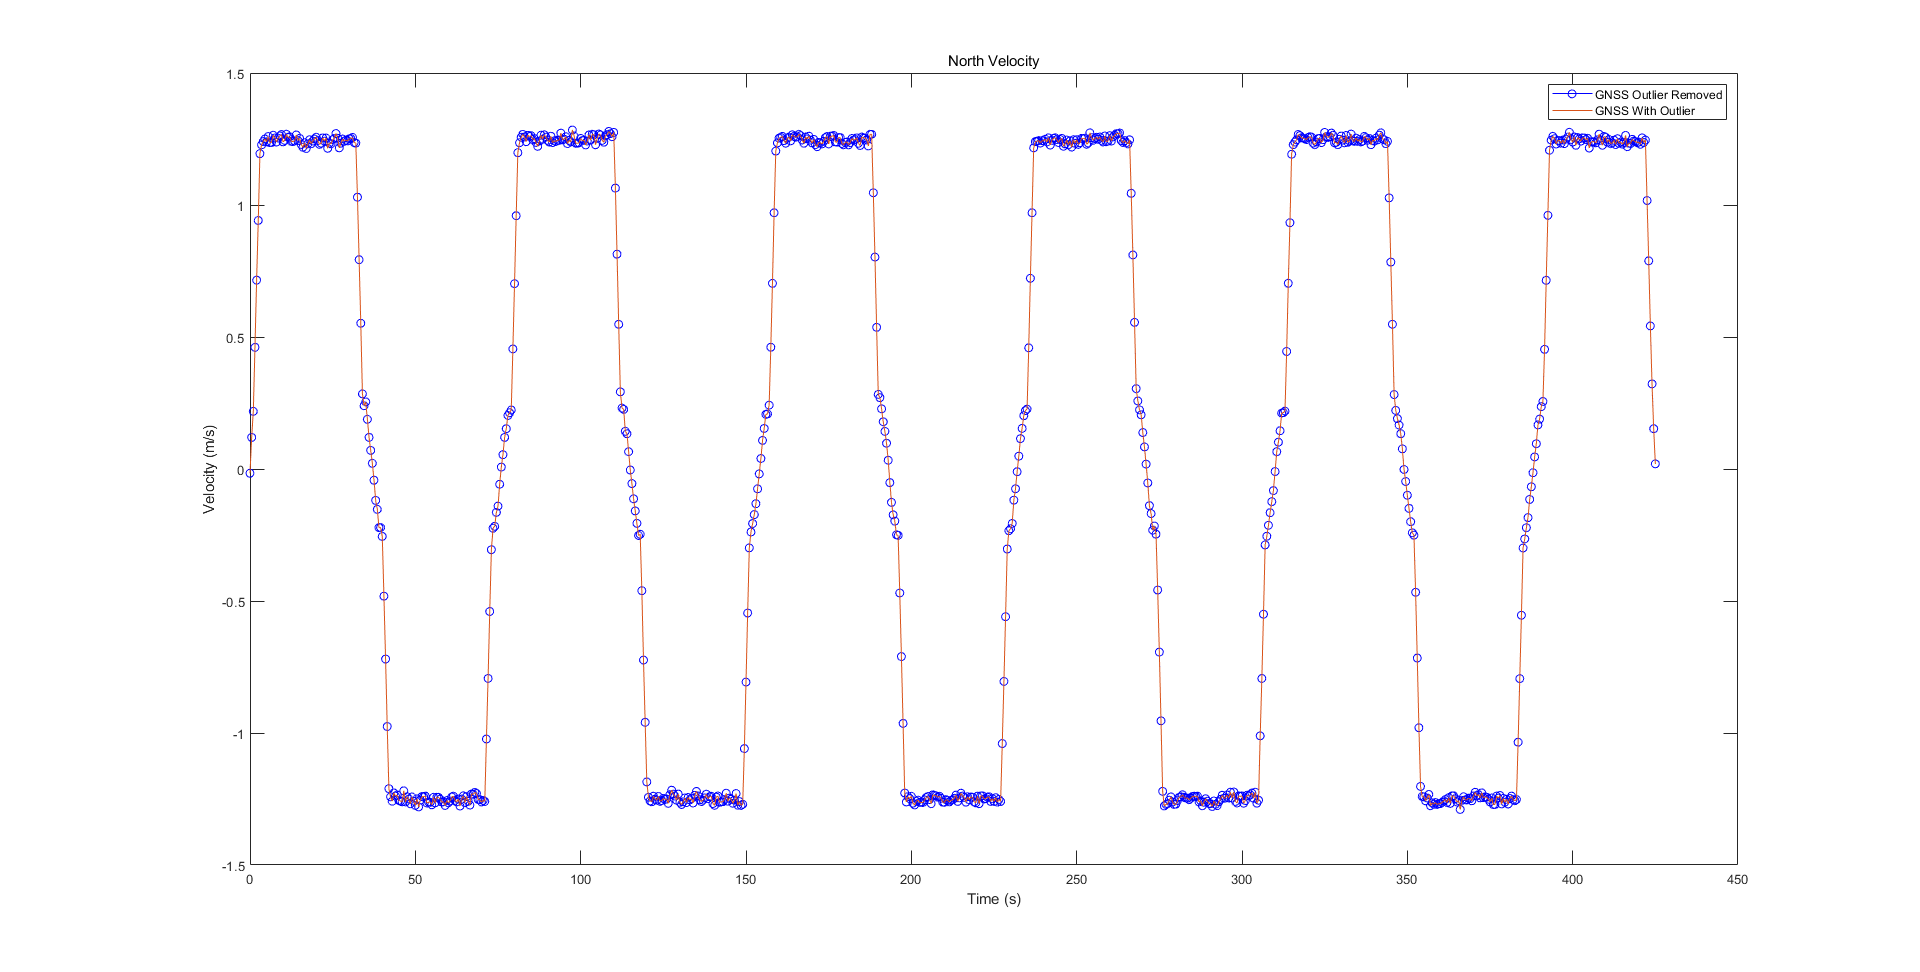 North Velocity
GNSS Outlier Removed
GNSS With Outlier
1.5
1
0.5
0
-0.5
-1
-1.5
Velocity (m/s)
0 50 100 150 200 250 300 350 400 450
Time (s)